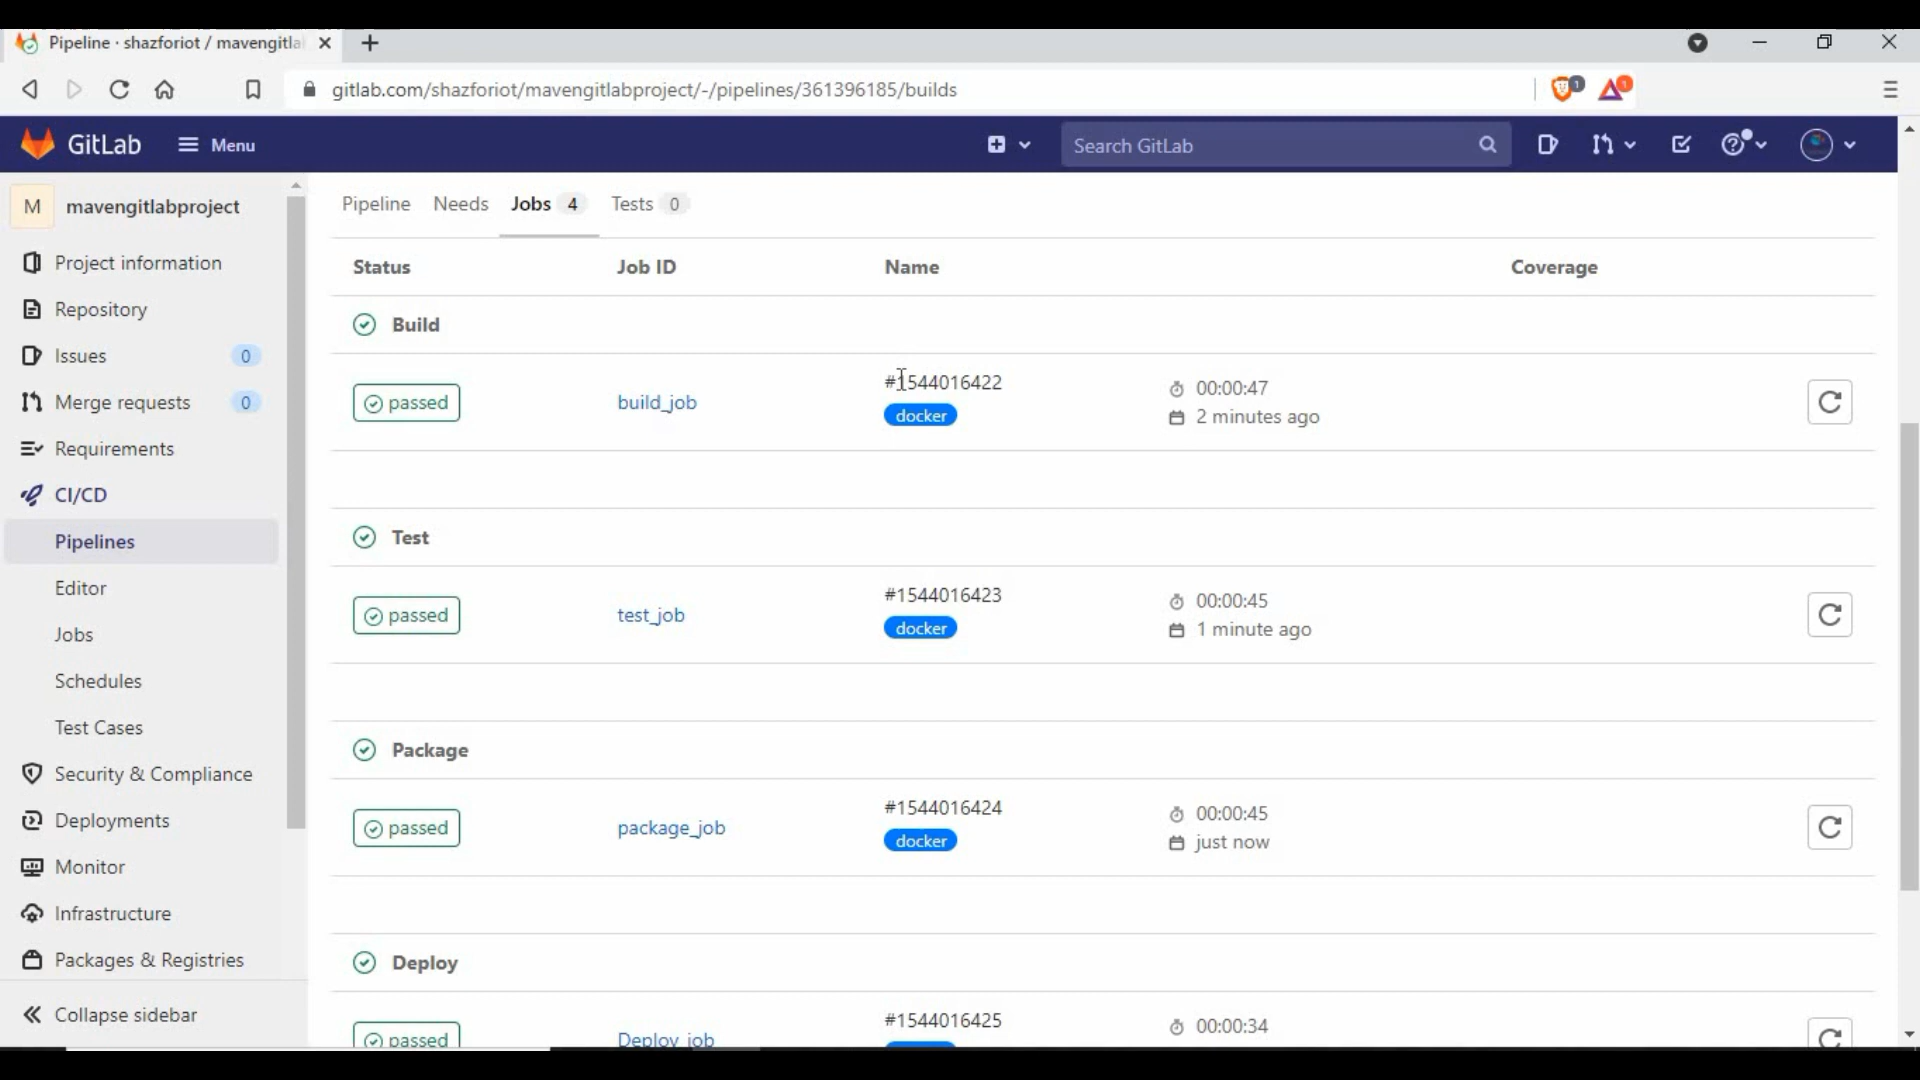 Pipeline · shazforiot / mavengitla
gitlab.com/shazforiot/mavengitlabproject/-/pipelines/361396185/builds
1
1
GitLab
Menu
Search GitLab
M mavengitlabproject
Project information
Repository
Issues 0
Merge requests 0
Requirements
CI/CD
Pipelines
Editor
Jobs
Schedules
Test Cases
Security & Compliance
Deployments
Monitor
Infrastructure
Packages & Registries
Collapse sidebar
Pipeline Needs Jobs 4 Tests 0
Status Job ID Name Coverage
Build
passed build_job #1544016422 00:00:47
docker 2 minutes ago
Test
passed test_job #1544016423 00:00:45
docker 1 minute ago
Package
passed package_job #1544016424 00:00:45
docker just now
Deploy
passed Deploy_job #1544016425 00:00:34